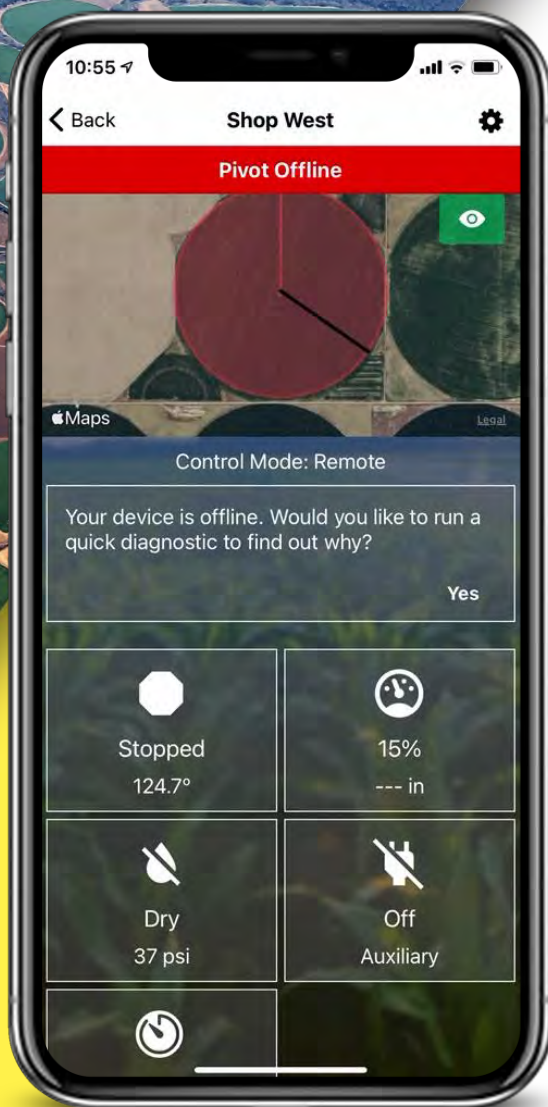 10:55
Back
Shop West
Pivot Offline
Maps
Legal
Control Mode: Remote
Your device is offline. Would you like to run a
quick diagnostic to find out why?
Yes
Stopped
124.7º
15%
--- in
Dry
37 psi
Off
Auxiliary